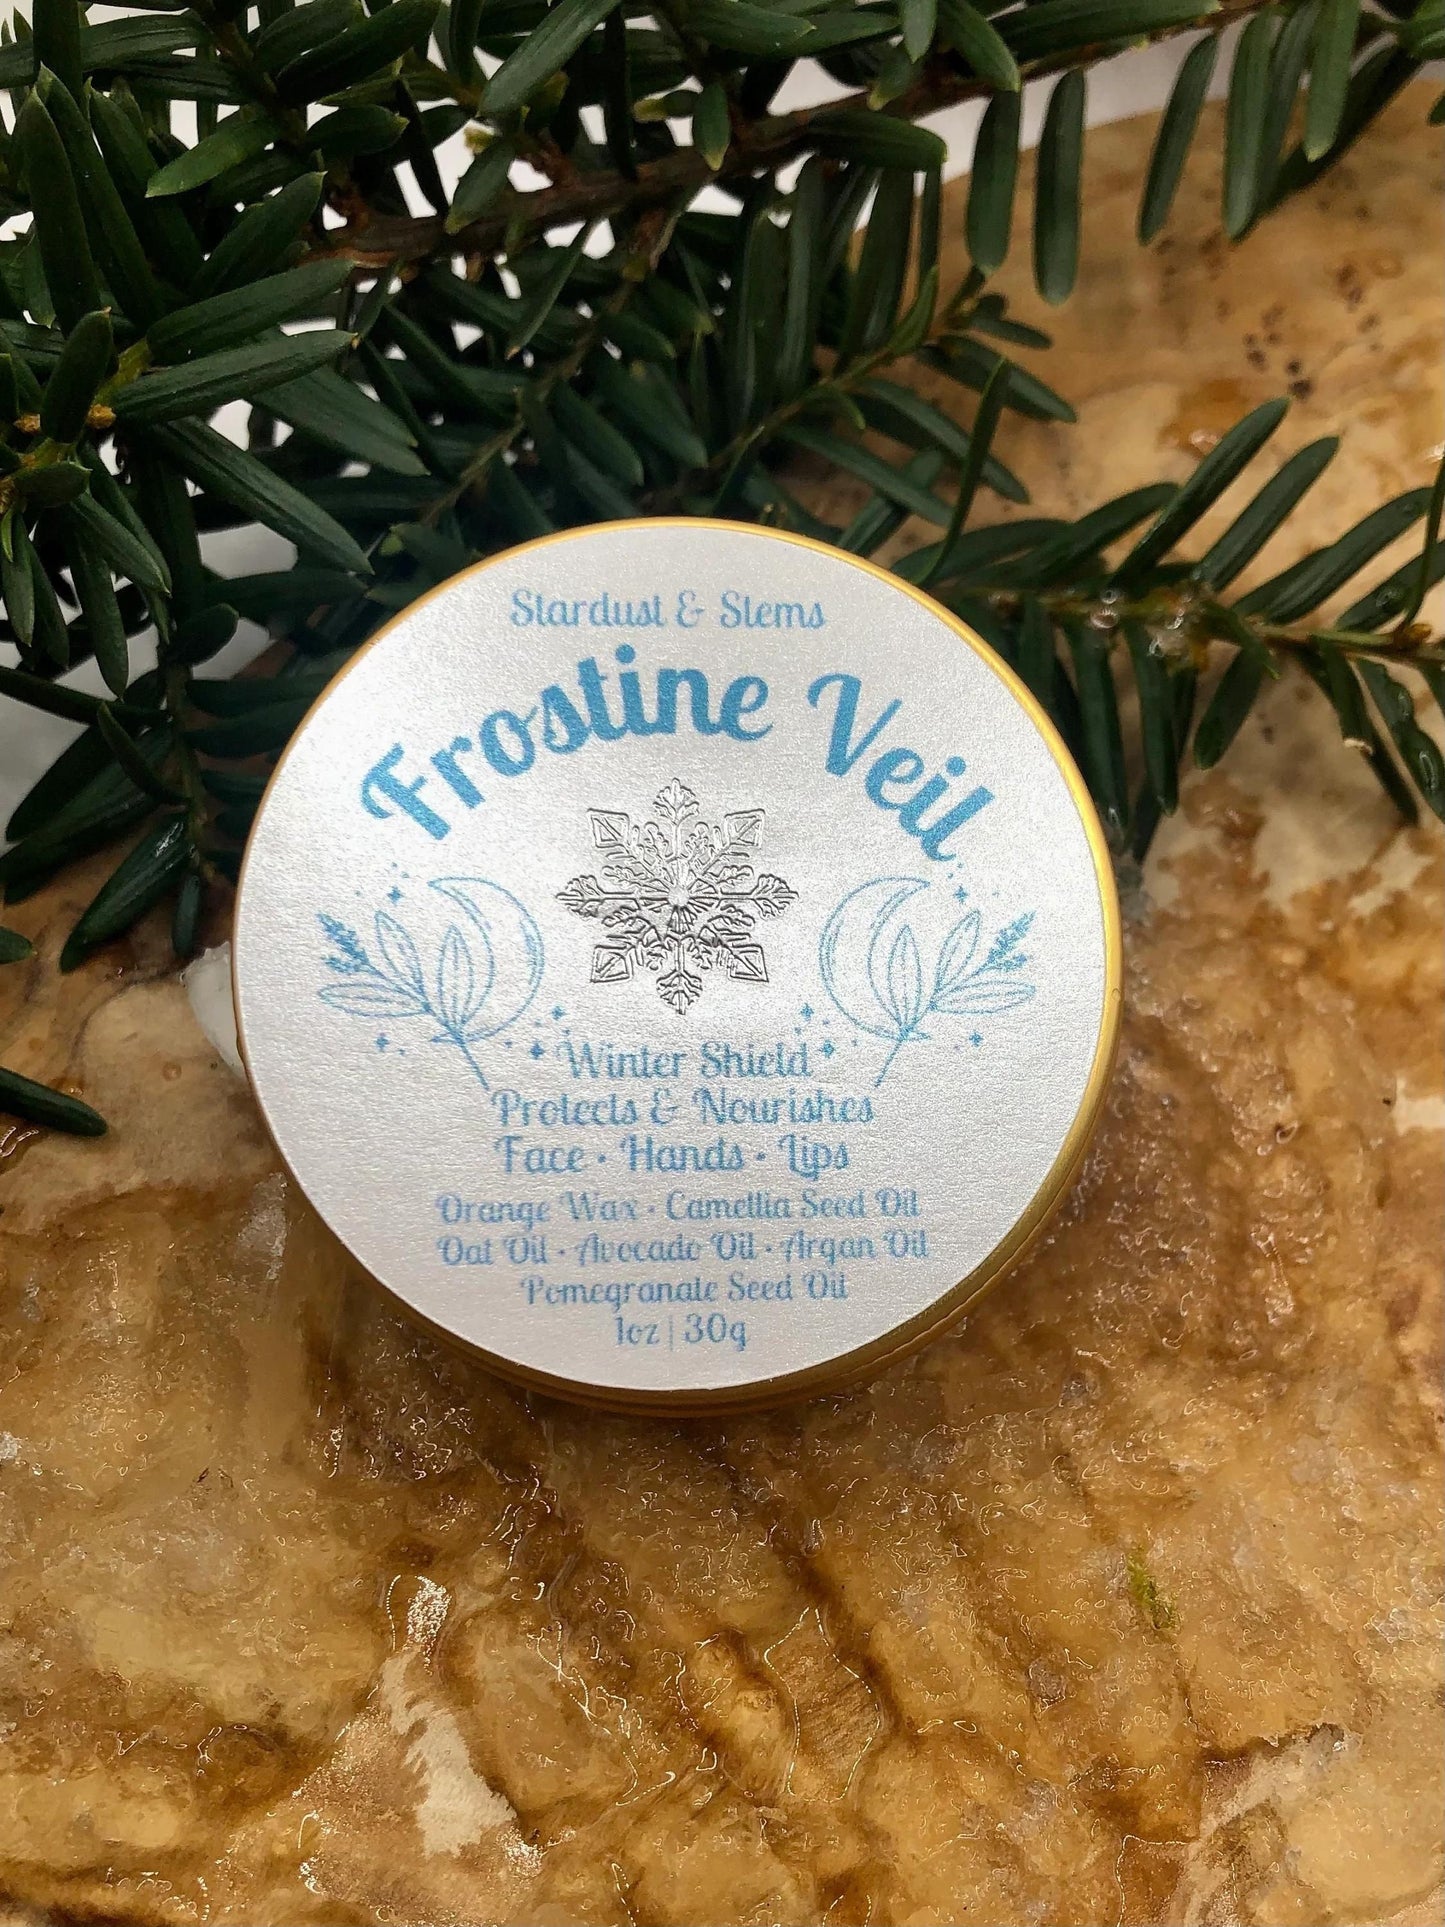 Stardust & Stems
Frostine Veil
Winter Shield
Protects & Nourishes
Face • Hands • Lips
Orange Wax • Camellia Seed Oil
Oat Oil • Avocado Oil • Argan Oil
Pomegranate Seed Oil
1oz | 30g